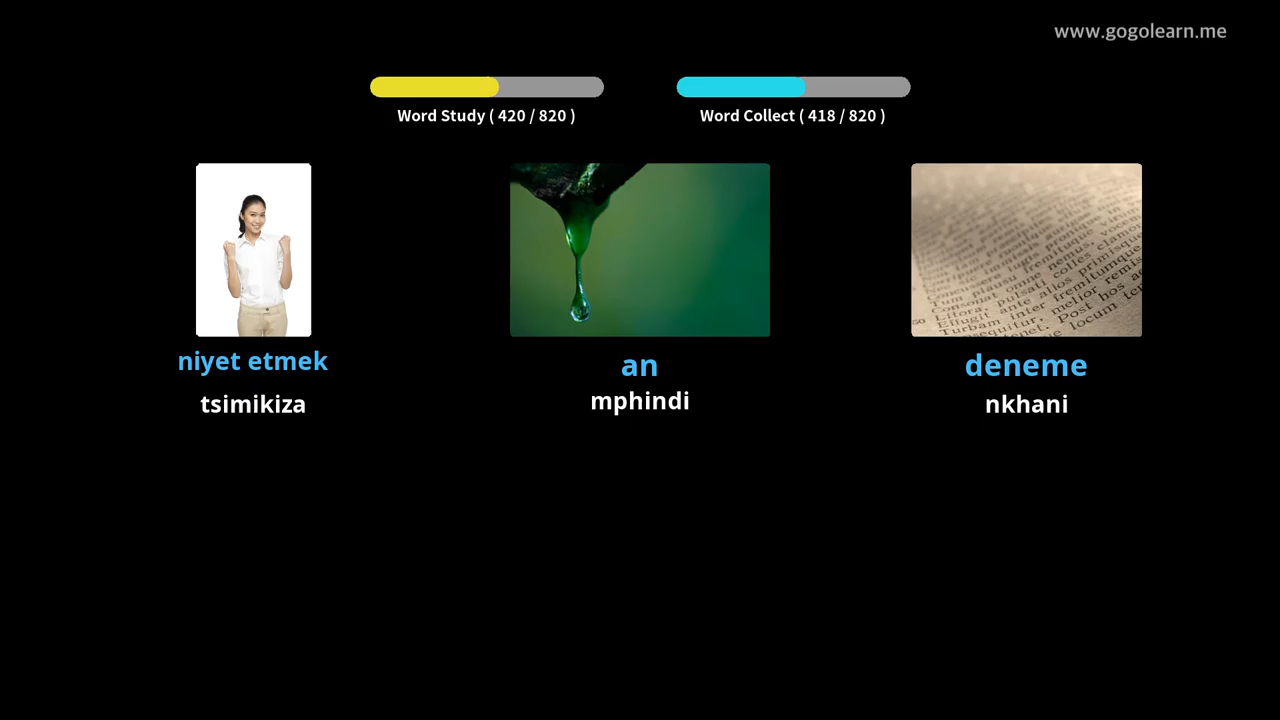 www.gogolearn.me
Word Study ( 420 / 820 )
Word Collect ( 418 / 820 )
niyet etmek
tsimikiza
an
mphindi
deneme
nkhani